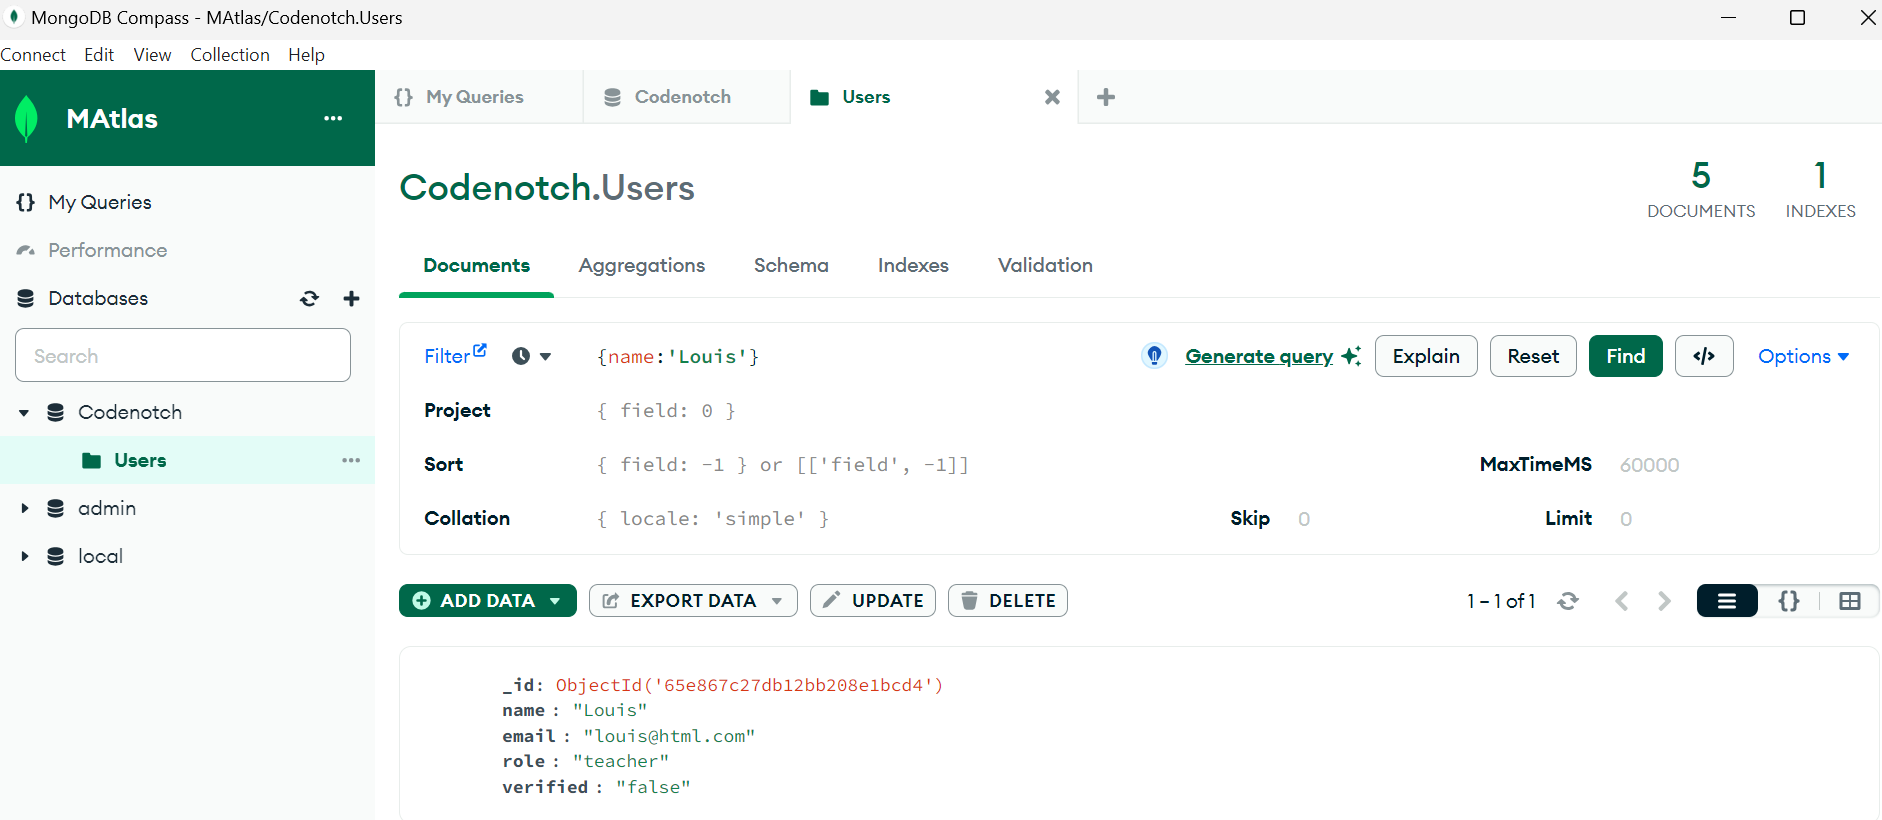 MongoDB Compass - MAtlas/Codenotch.Users
Connect Edit View Collection Help
MAtlas
My Queries
Performance
Databases
Search
Codenotch
Users
admin
local
{} My Queries
Codenotch
Users
Codenotch.Users
5
DOCUMENTS
1
INDEXES
Documents Aggregations Schema Indexes Validation
Filter {name:'Louis'} Generate query Explain Reset Find </> Options
Project { field: 0 }
Sort { field: -1 } or [['field', -1]] MaxTimeMS 60000
Collation { locale: 'simple' } Skip 0 Limit 0
ADD DATA EXPORT DATA UPDATE DELETE 1 – 1 of 1 {}
_id: ObjectId('65e867c27db12bb208e1bcd4')
name : "Louis"
email : "louis@html.com"
role : "teacher"
verified : "false"